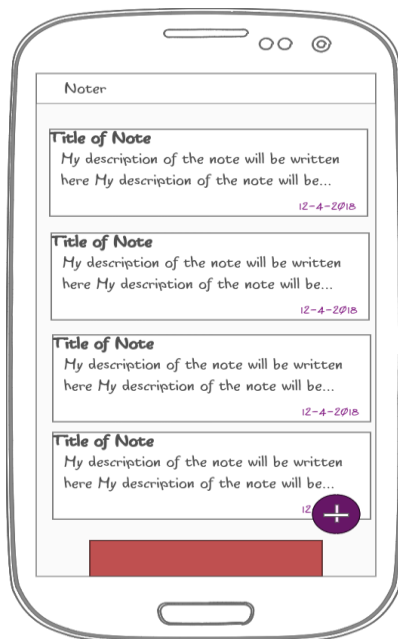 Noter
Title of Note
My description of the note will be written
here My description of the note will be...
12-4-2018
Title of Note
My description of the note will be written
here My description of the note will be...
12-4-2018
Title of Note
My description of the note will be written
here My description of the note will be...
12-4-2018
Title of Note
My description of the note will be written
here My description of the note will be...
12